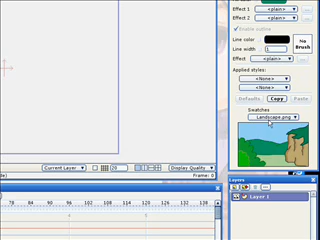 Effect 1 <plain>
Effect 2 <plain>
Enable outline
Line color
No Brush
Line width 1
Effect <plain>
Applied styles:
<None>
<None>
Defaults Copy Paste
Swatches
Landscape.png
Current Layer 20 Display Quality
Frame: 0
78 84 90 96 102 108 114 120 126 132 138
Layers
Layer 1